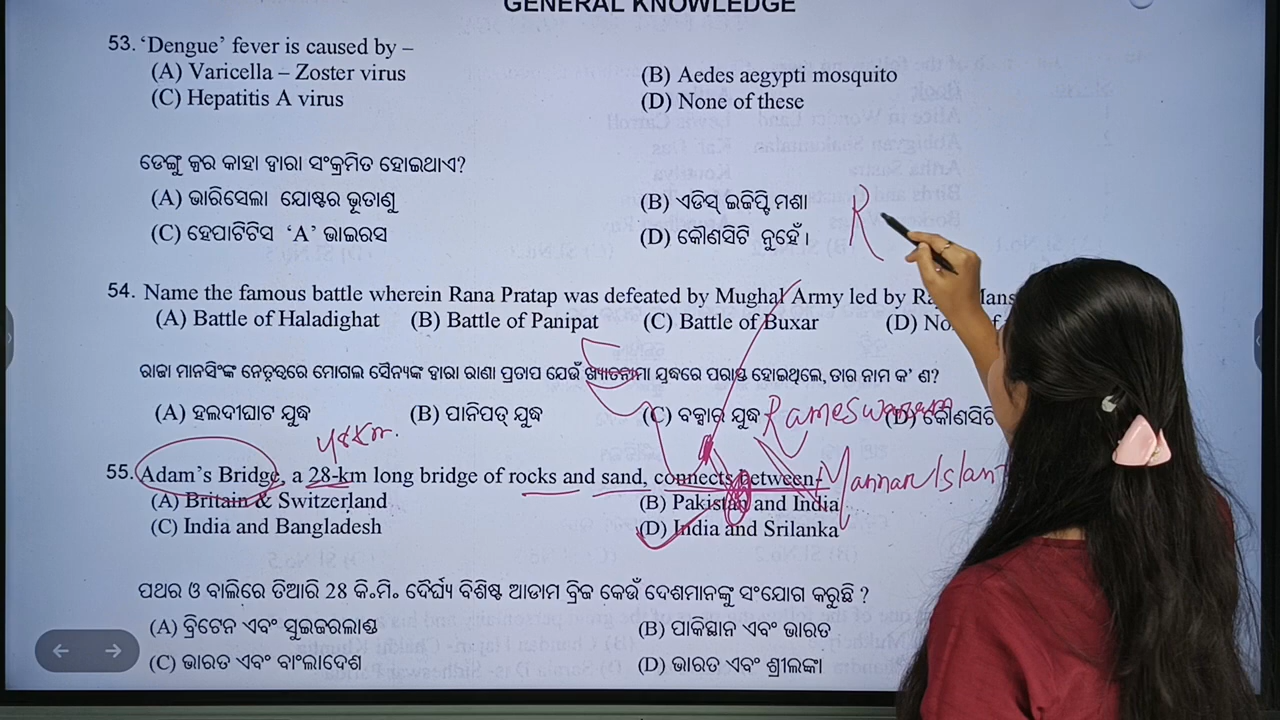 GENERAL KNOWLEDGE
53. ‘Dengue’ fever is caused by –
(A) Varicella – Zoster virus (B) Aedes aegypti mosquito
(C) Hepatitis A virus (D) None of these
ଡେଙ୍ଗୁ ଜ୍ଵର କାହା ଦ୍ୱାରା ସଂକ୍ରମିତ ହୋଇଥାଏ?
(A) ଭାରିସେଲା ଯୋଷ୍ଟର ଭୂତାଣୁ (B) ଏଡିସ୍ ଇଜିପ୍ଟି ମଶା
(C) ହେପାଟିଟିସ ‘A’ ଭାଇରସ (D) କୌଣସିଟି ନୁହେଁ।
R
54. Name the famous battle wherein Rana Pratap was defeated by Mughal Army led by
(A) Battle of Haladighat (B) Battle of Panipat (C) Battle of Buxar (D)
ରାଜା ମାନସିଂଙ୍କ ନେତୃତ୍ୱରେ ମୋଗଲ ସୈନ୍ୟଙ୍କ ଦ୍ୱାରା ରାଣା ପ୍ରତାପ ଯେଉଁ ଖ୍ୟାତନାମା ଯୁଦ୍ଧରେ ପରାସ୍ତ ହୋଇଥିଲେ, ତାର ନାମ କ’ ଣ?
(A) ହଲଦୀଘାଟ ଯୁଦ୍ଧ (B) ପାନିପତ୍ ଯୁଦ୍ଧ (C) ବକ୍ସାର ଯୁଦ୍ଧ (D) କୌଣସିଟି
Rameswaram
48Km.
55. Adam’s Bridge, a 28-km long bridge of rocks and sand, connects between-
Mannar Island
(A) Britain & Switzerland (B) Pakistan and India
(C) India and Bangladesh (D) India and Srilanka
ପଥର ଓ ବାଲିରେ ତିଆରି 28 କି.ମି. ଦୈର୍ଘ୍ୟ ବିଶିଷ୍ଟ ଆଡାମ ବ୍ରିଜ କେଉଁ ଦେଶମାନଙ୍କୁ ସଂଯୋଗ କରୁଛି ?
(A) ବ୍ରିଟେନ ଏବଂ ସୁଇଜରଲାଣ୍ଡ (B) ପାକିସ୍ଥାନ ଏବଂ ଭାରତ
(C) ଭାରତ ଏବଂ ବାଂଲାଦେଶ (D) ଭାରତ ଏବଂ ଶ୍ରୀଲଙ୍କା